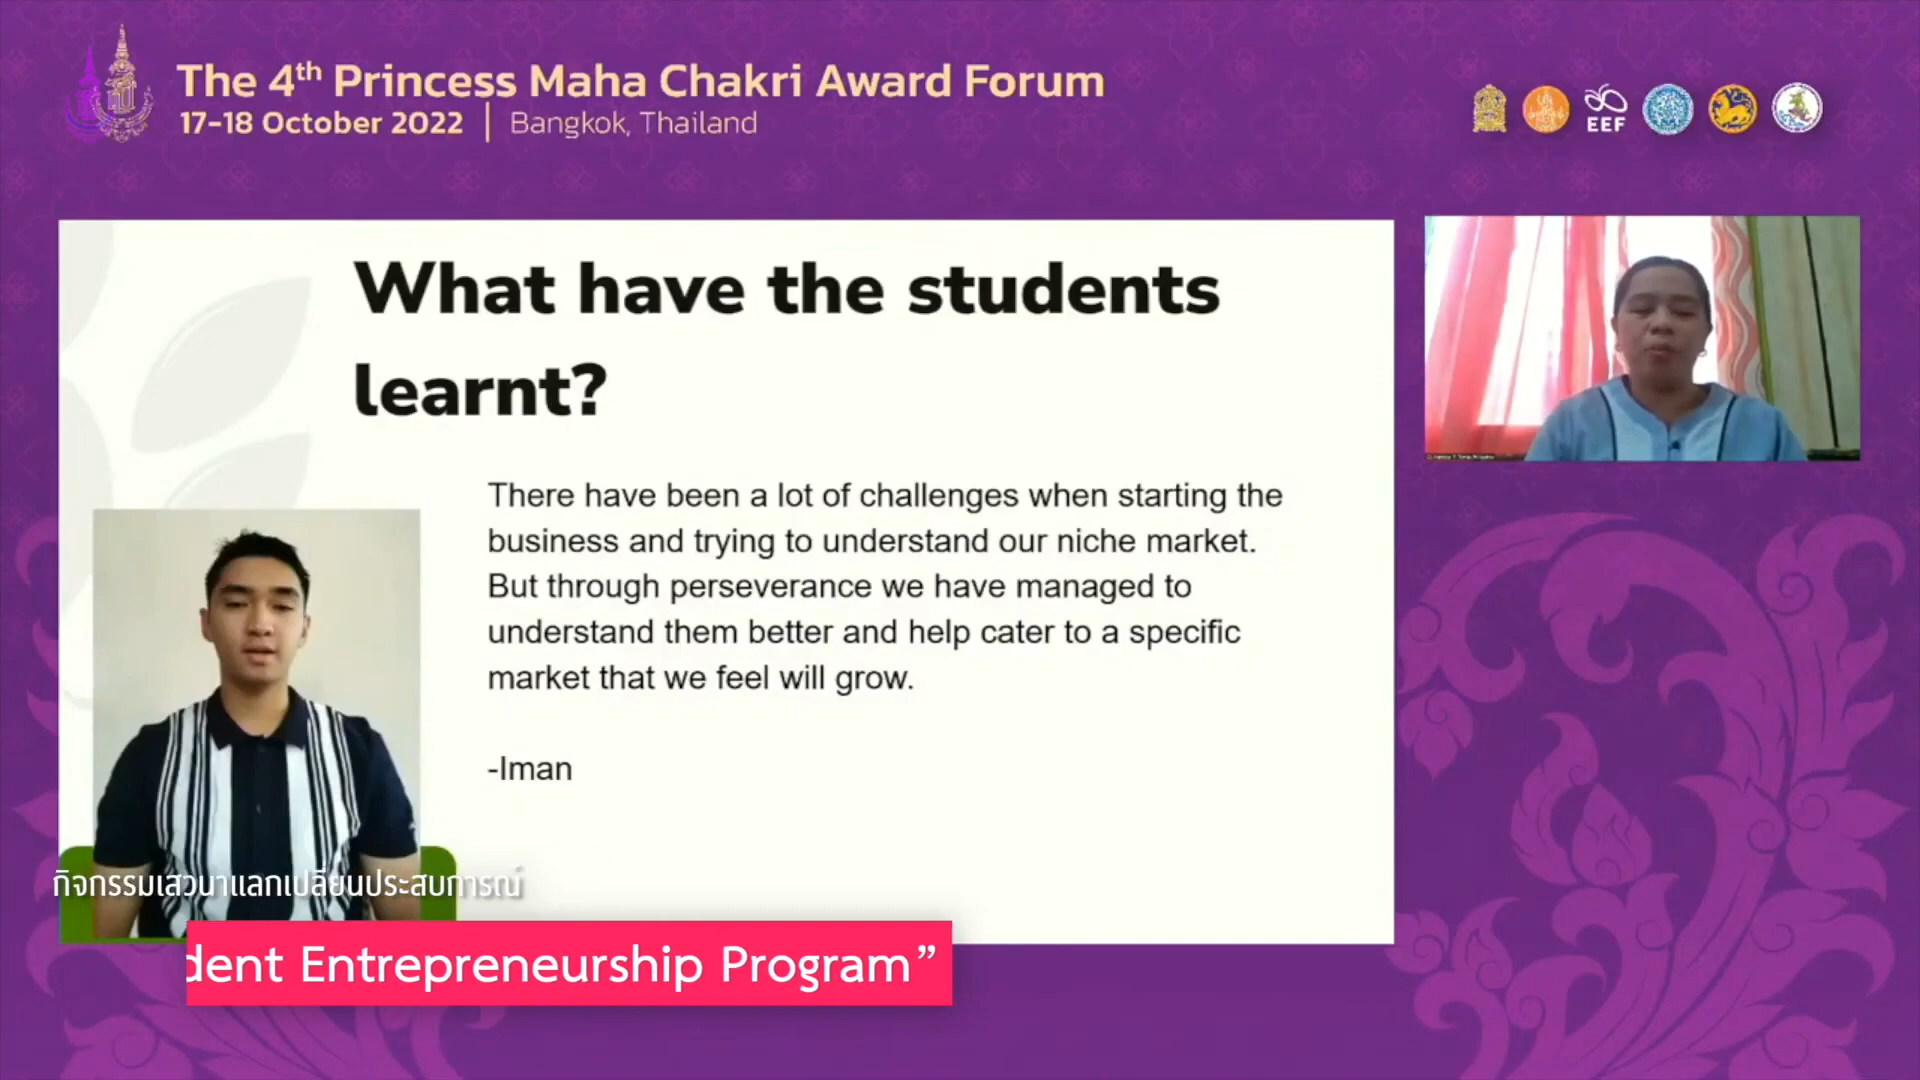 The 4th Princess Maha Chakri Award Forum
17-18 October 2022 | Bangkok, Thailand
EEF
What have the students
learnt?
There have been a lot of challenges when starting the
business and trying to understand our niche market.
But through perseverance we have managed to
understand them better and help cater to a specific
market that we feel will grow.
-Iman
กิจกรรมเสวนาแลกเปลี่ยนประสบการณ์
dent Entrepreneurship Program”